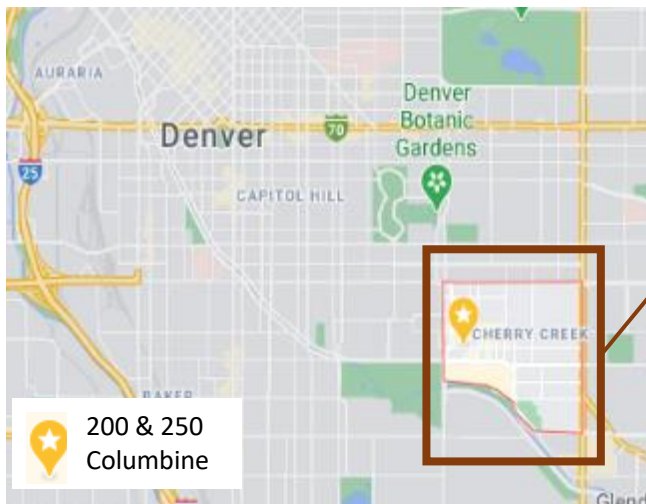 AURARIA
Denver
Botanic
Gardens
Denver
70
25
CAPITOL HILL
CHERRY CREEK
BAKER
200 & 250
Columbine
Glend